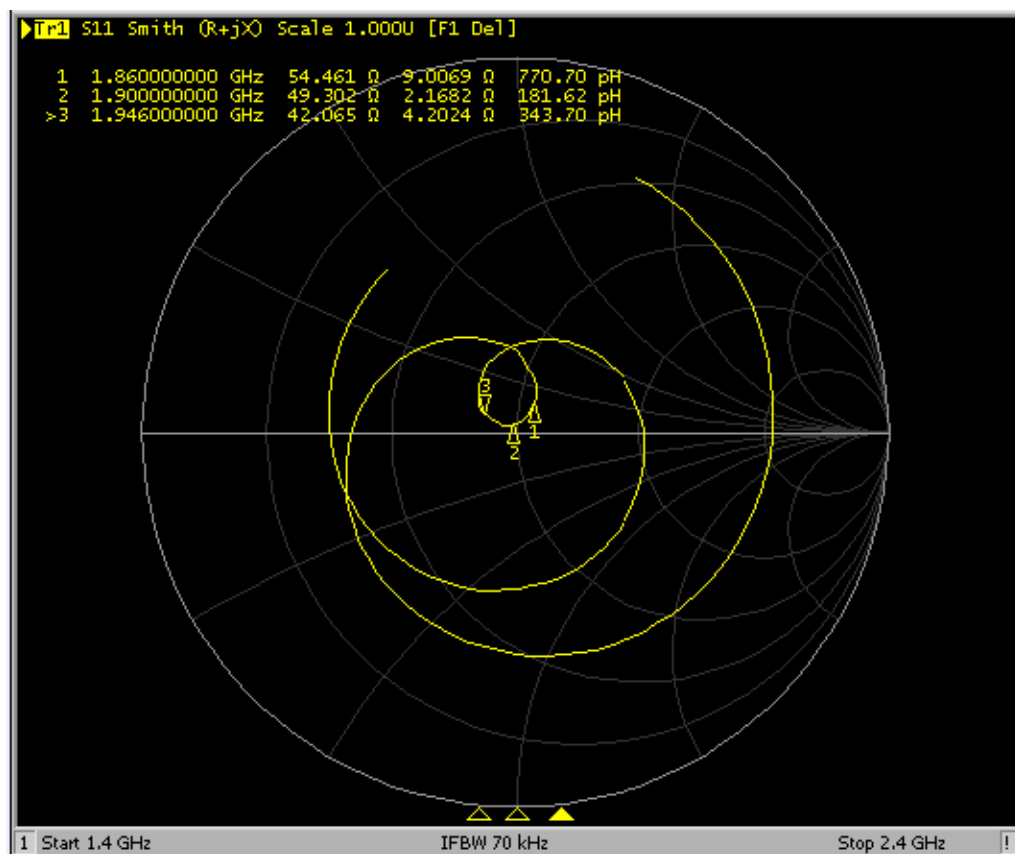 Tr1 S11 Smith (R+jX) Scale 1.000U [F1 Del]
1 1.860000000 GHz 54.461 Ω 9.0069 Ω 770.70 pH
2 1.900000000 GHz 49.302 Ω 2.1682 Ω 181.62 pH
>3 1.946000000 GHz 42.065 Ω 4.2024 Ω 343.70 pH
3
1
2
1 Start 1.4 GHz IFBW 70 kHz Stop 2.4 GHz !